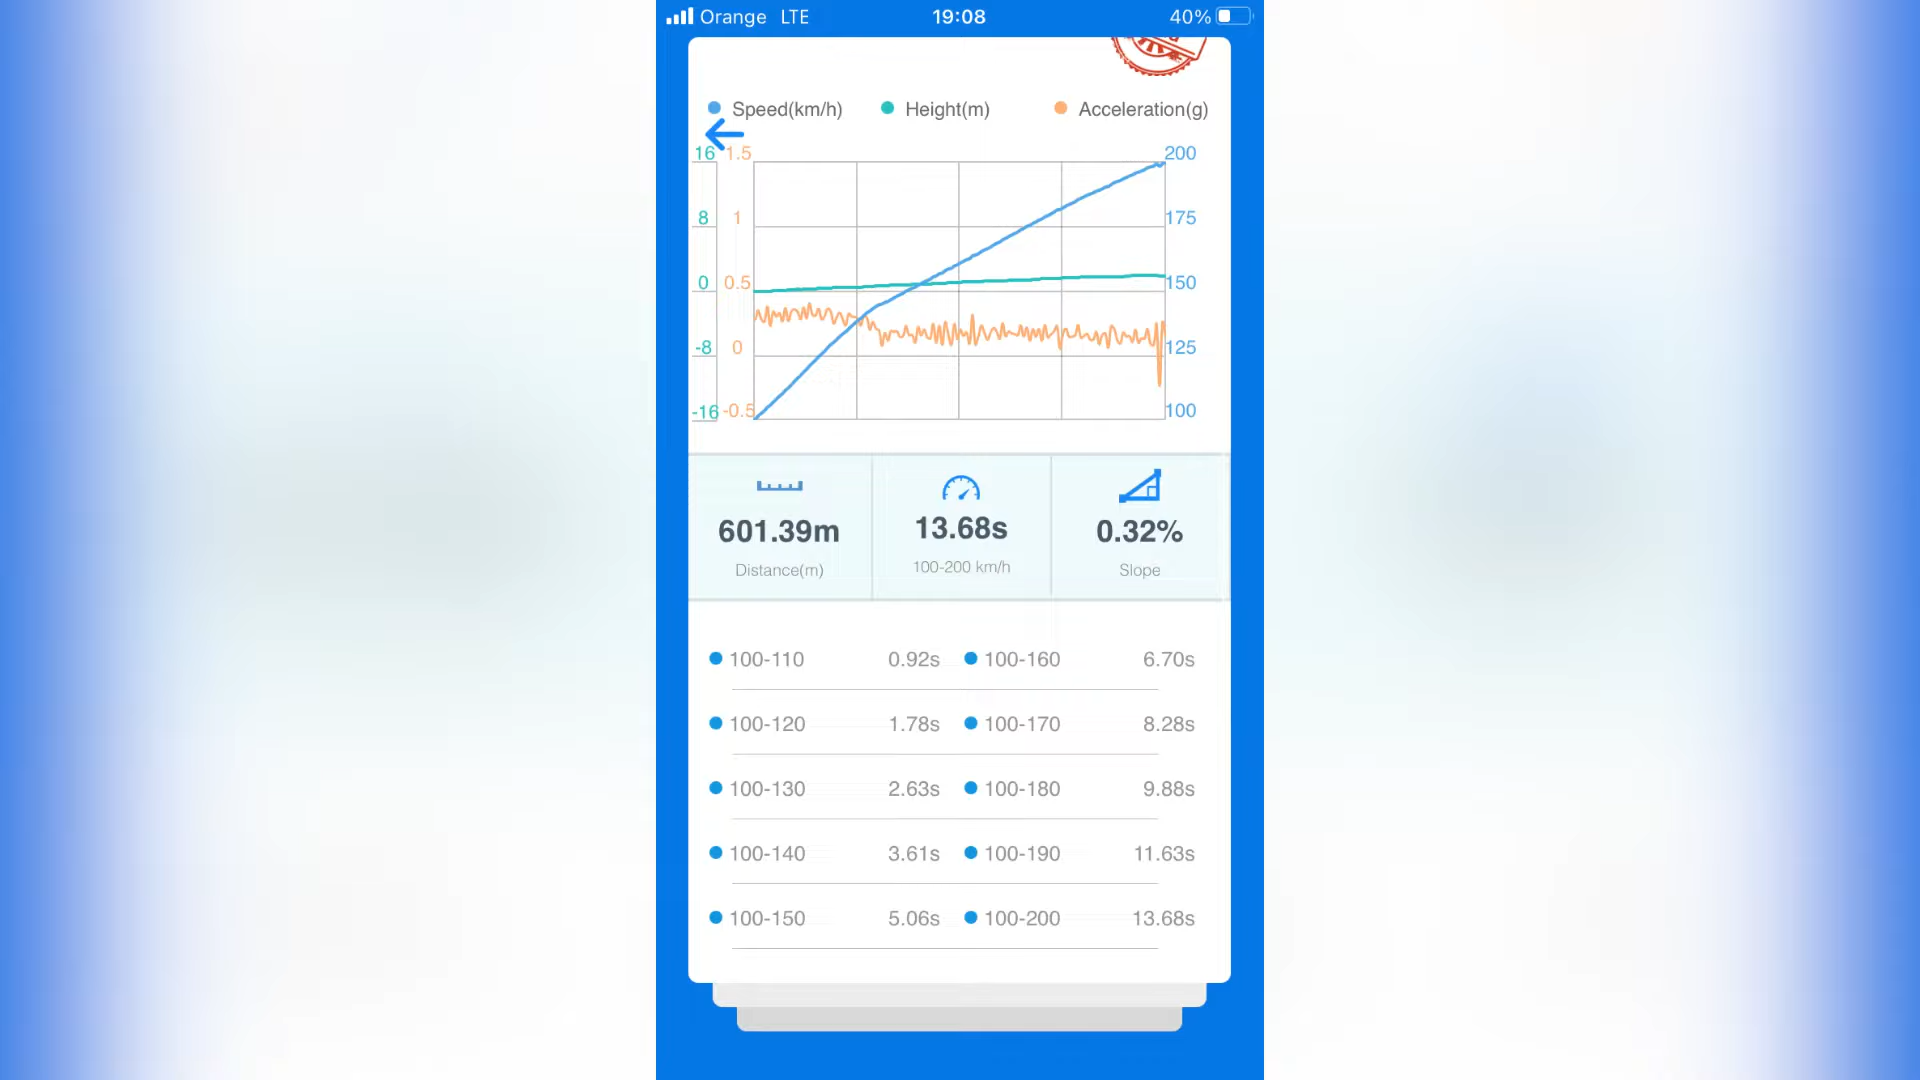 Orange LTE 19:08 40%
Speed(km/h) Height(m) Acceleration(g)
16 1.5 200
8 1 175
0 0.5 150
-8 0 125
-16 -0.5 100
601.39m 13.68s 0.32%
Distance(m) 100-200 km/h Slope
100-110 0.92s 100-160 6.70s
100-120 1.78s 100-170 8.28s
100-130 2.63s 100-180 9.88s
100-140 3.61s 100-190 11.63s
100-150 5.06s 100-200 13.68s